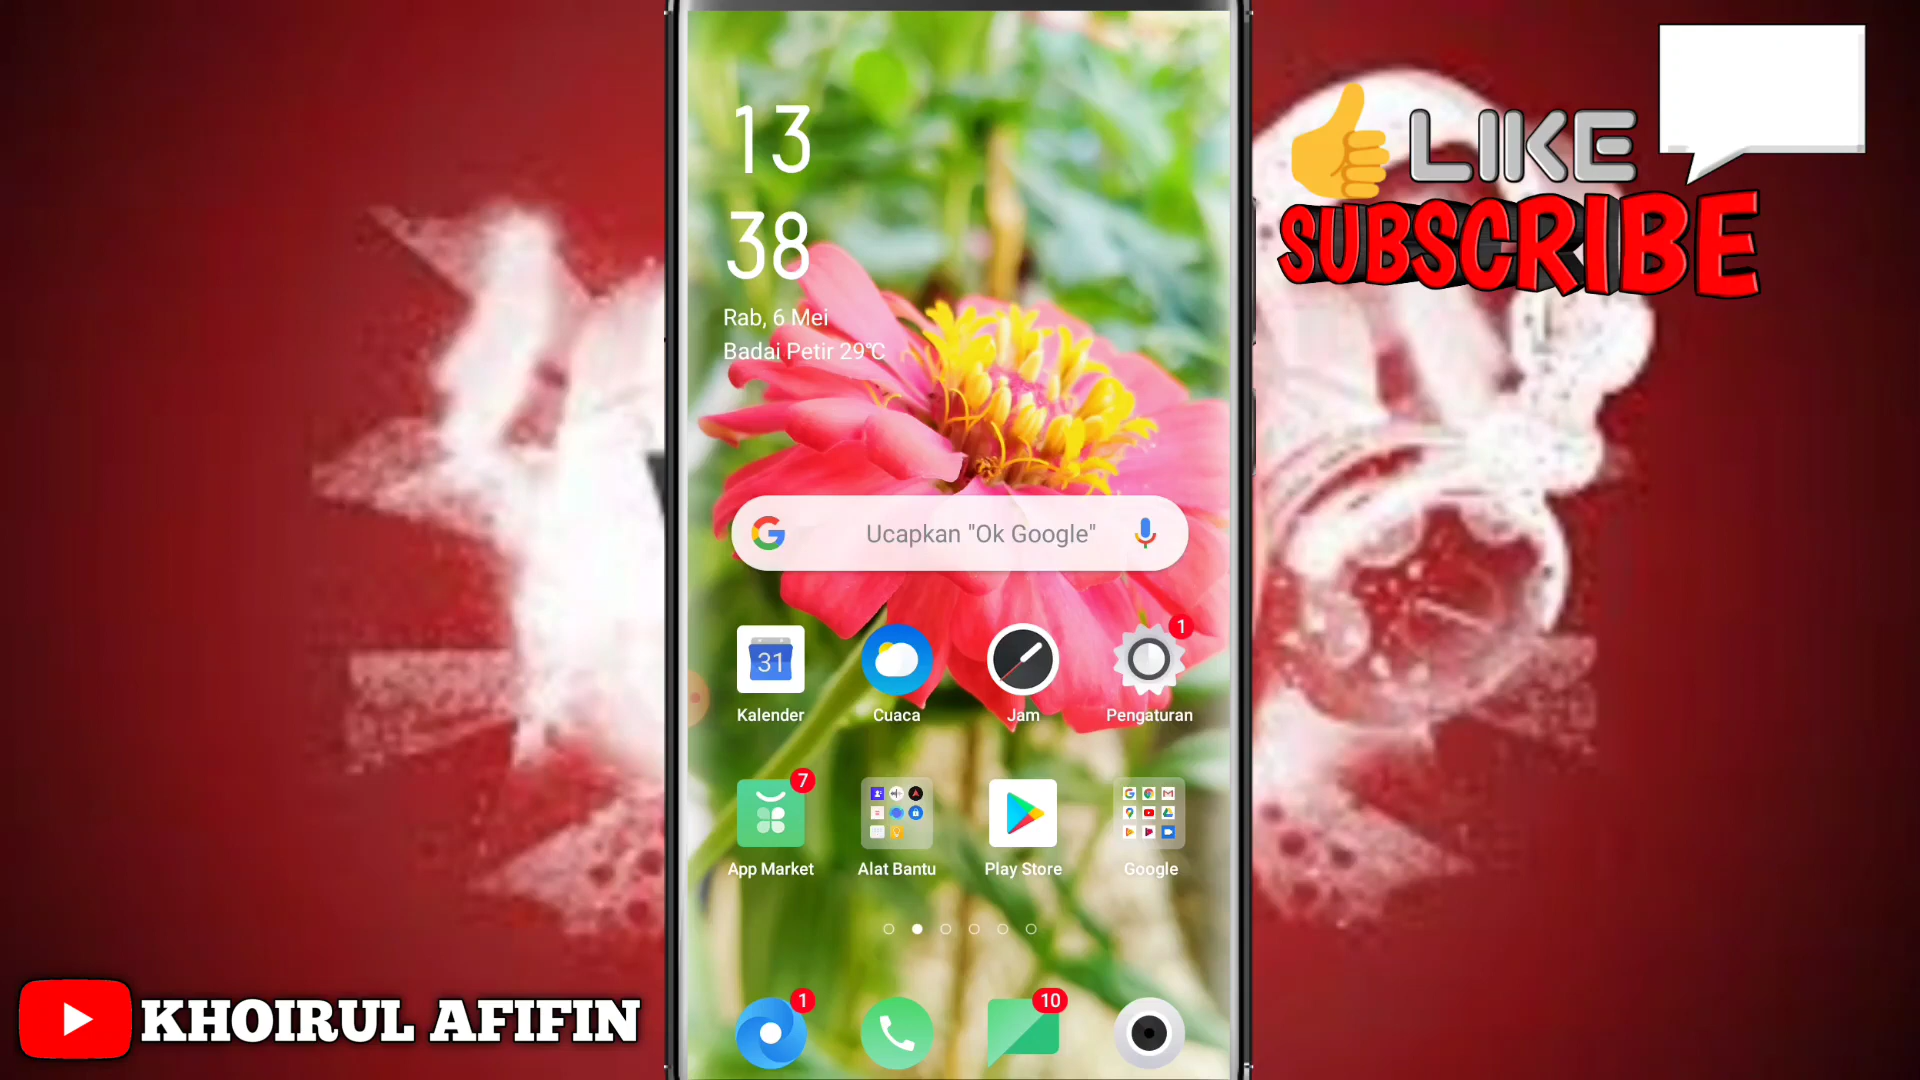 13
38
Rab, 6 Mei
Badai Petir 29°C
Ucapkan "Ok Google"
31
1
Kalender
Cuaca
Jam
Pengaturan
7
App Market
Alat Bantu
Play Store
Google
1
10
LIKE
SUBSCRIBE
KHOIRUL AFIFIN